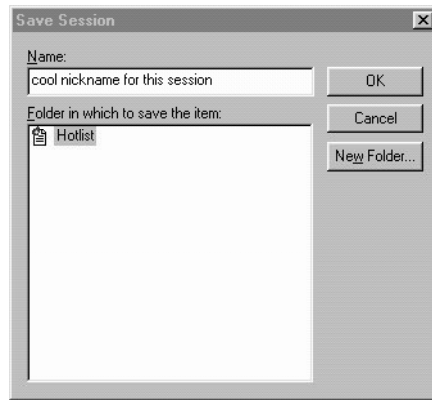 Save Session
Name:
cool nickname for this session
OK
Folder in which to save the item:
Cancel
Hotlist
New Folder...